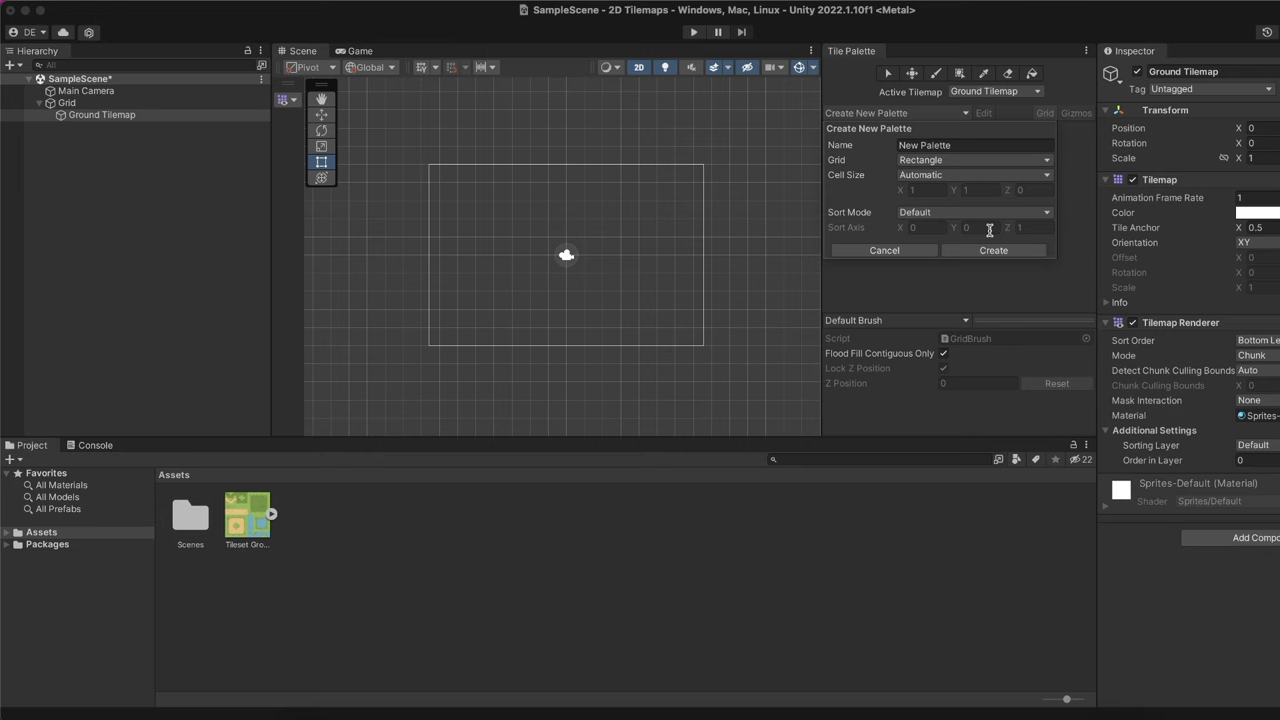 SampleScene - 2D Tilemaps - Windows, Mac, Linux - Unity 2022.1.10f1 <Metal>
DE
Hierarchy
All
SampleScene*
Main Camera
Grid
Ground Tilemap
Scene
Game
Pivot
Global
2D
Tile Palette
Active Tilemap
Ground Tilemap
Create New Palette
Edit
Grid
Gizmos
Create New Palette
Name
New Palette
Grid
Rectangle
Cell Size
Automatic
X 1 Y 1 Z 0
Sort Mode
Default
Sort Axis X 0 Y 0 Z 1
Cancel
Create
Default Brush
Script
GridBrush
Flood Fill Contiguous Only
Lock Z Position
Z Position
0
Reset
Inspector
Ground Tilemap
Tag
Untagged
Transform
Position X 0
Rotation X 0
Scale X 1
Tilemap
Animation Frame Rate 1
Color
Tile Anchor X 0.5
Orientation XY
Offset X 0
Rotation X 0
Scale X 1
Info
Tilemap Renderer
Sort Order Bottom Le
Mode Chunk
Detect Chunk Culling Bounds Auto
Chunk Culling Bounds X 0
Mask Interaction None
Material Sprites-
Additional Settings
Sorting Layer Default
Order in Layer 0
Sprites-Default (Material)
Shader Sprites/Default
Add Compo
Project
Console
22
Favorites
All Materials
All Models
All Prefabs
Assets
Packages
Assets
Scenes
Tileset Gro...